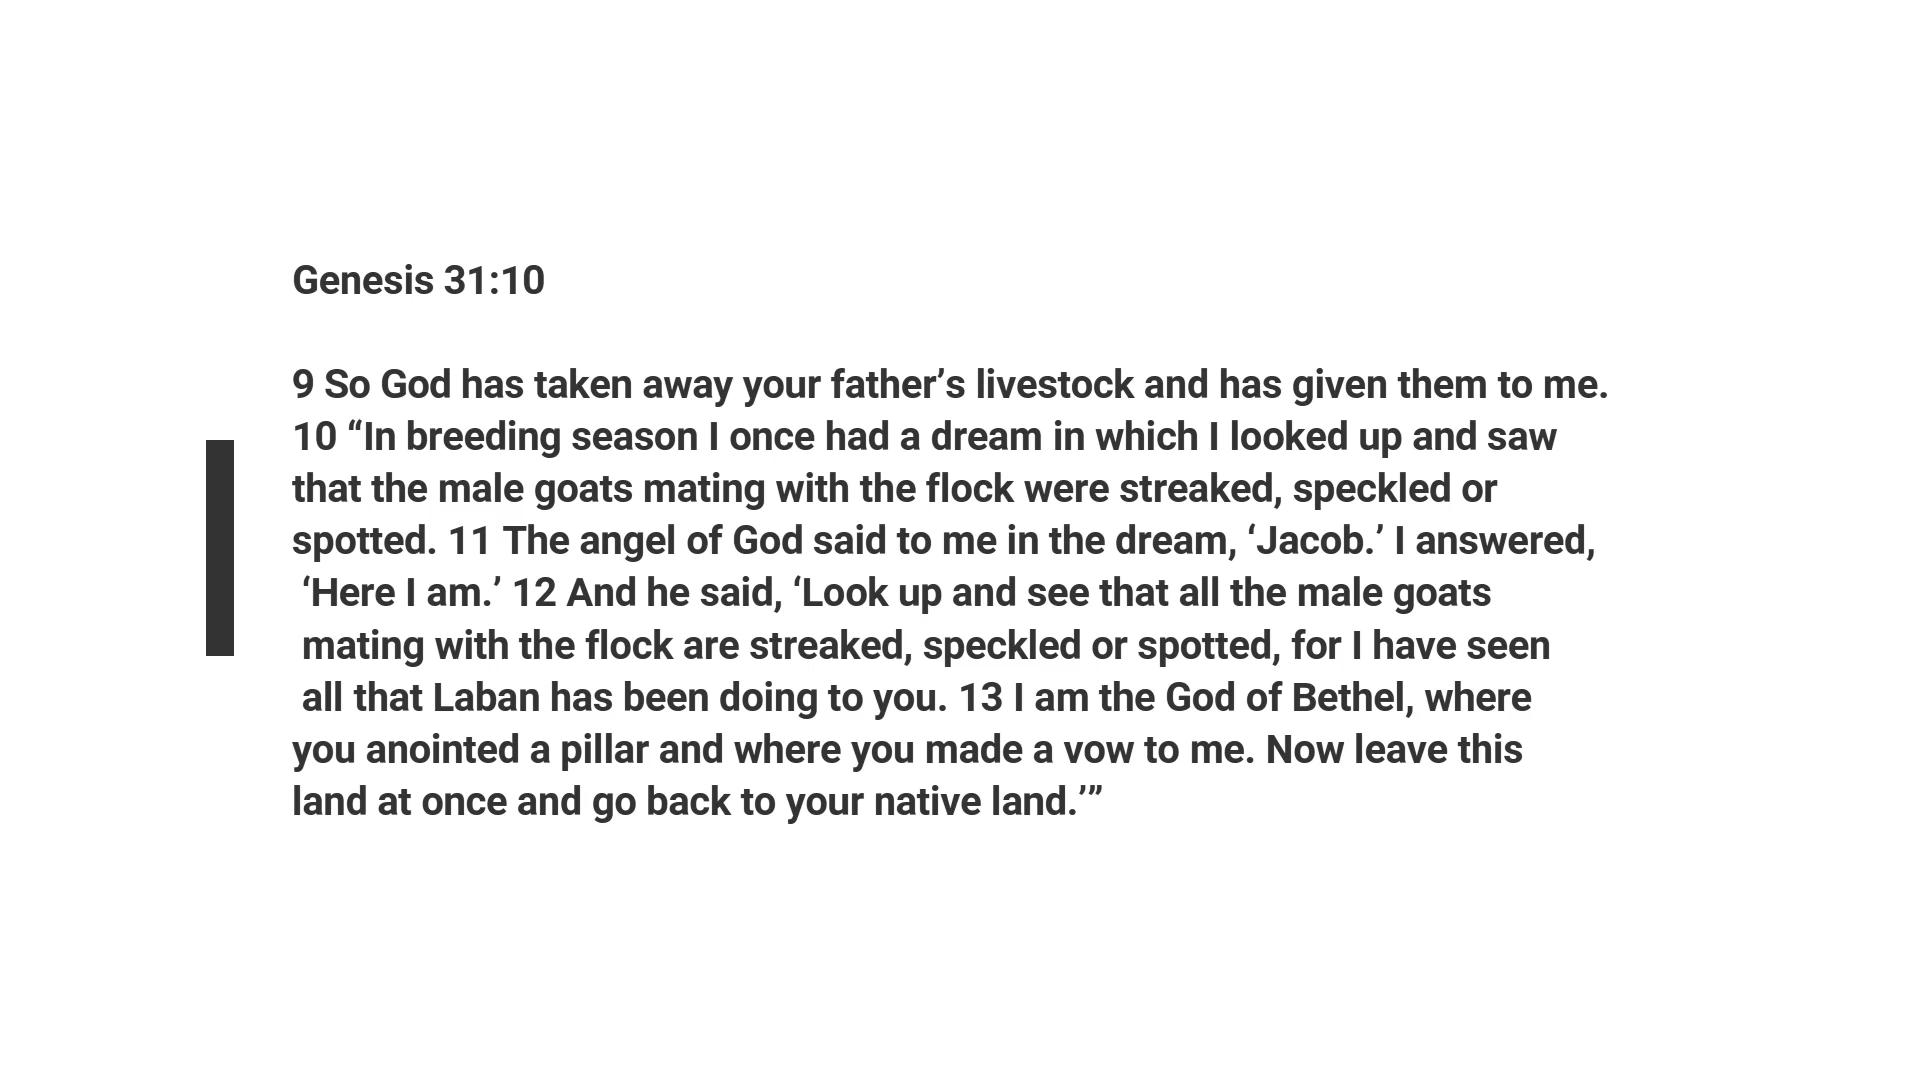 Genesis 31:10
9 So God has taken away your father’s livestock and has given them to me.
10 “In breeding season I once had a dream in which I looked up and saw
that the male goats mating with the flock were streaked, speckled or
spotted. 11 The angel of God said to me in the dream, ‘Jacob.’ I answered,
‘Here I am.’ 12 And he said, ‘Look up and see that all the male goats
mating with the flock are streaked, speckled or spotted, for I have seen
all that Laban has been doing to you. 13 I am the God of Bethel, where
you anointed a pillar and where you made a vow to me. Now leave this
land at once and go back to your native land.’”